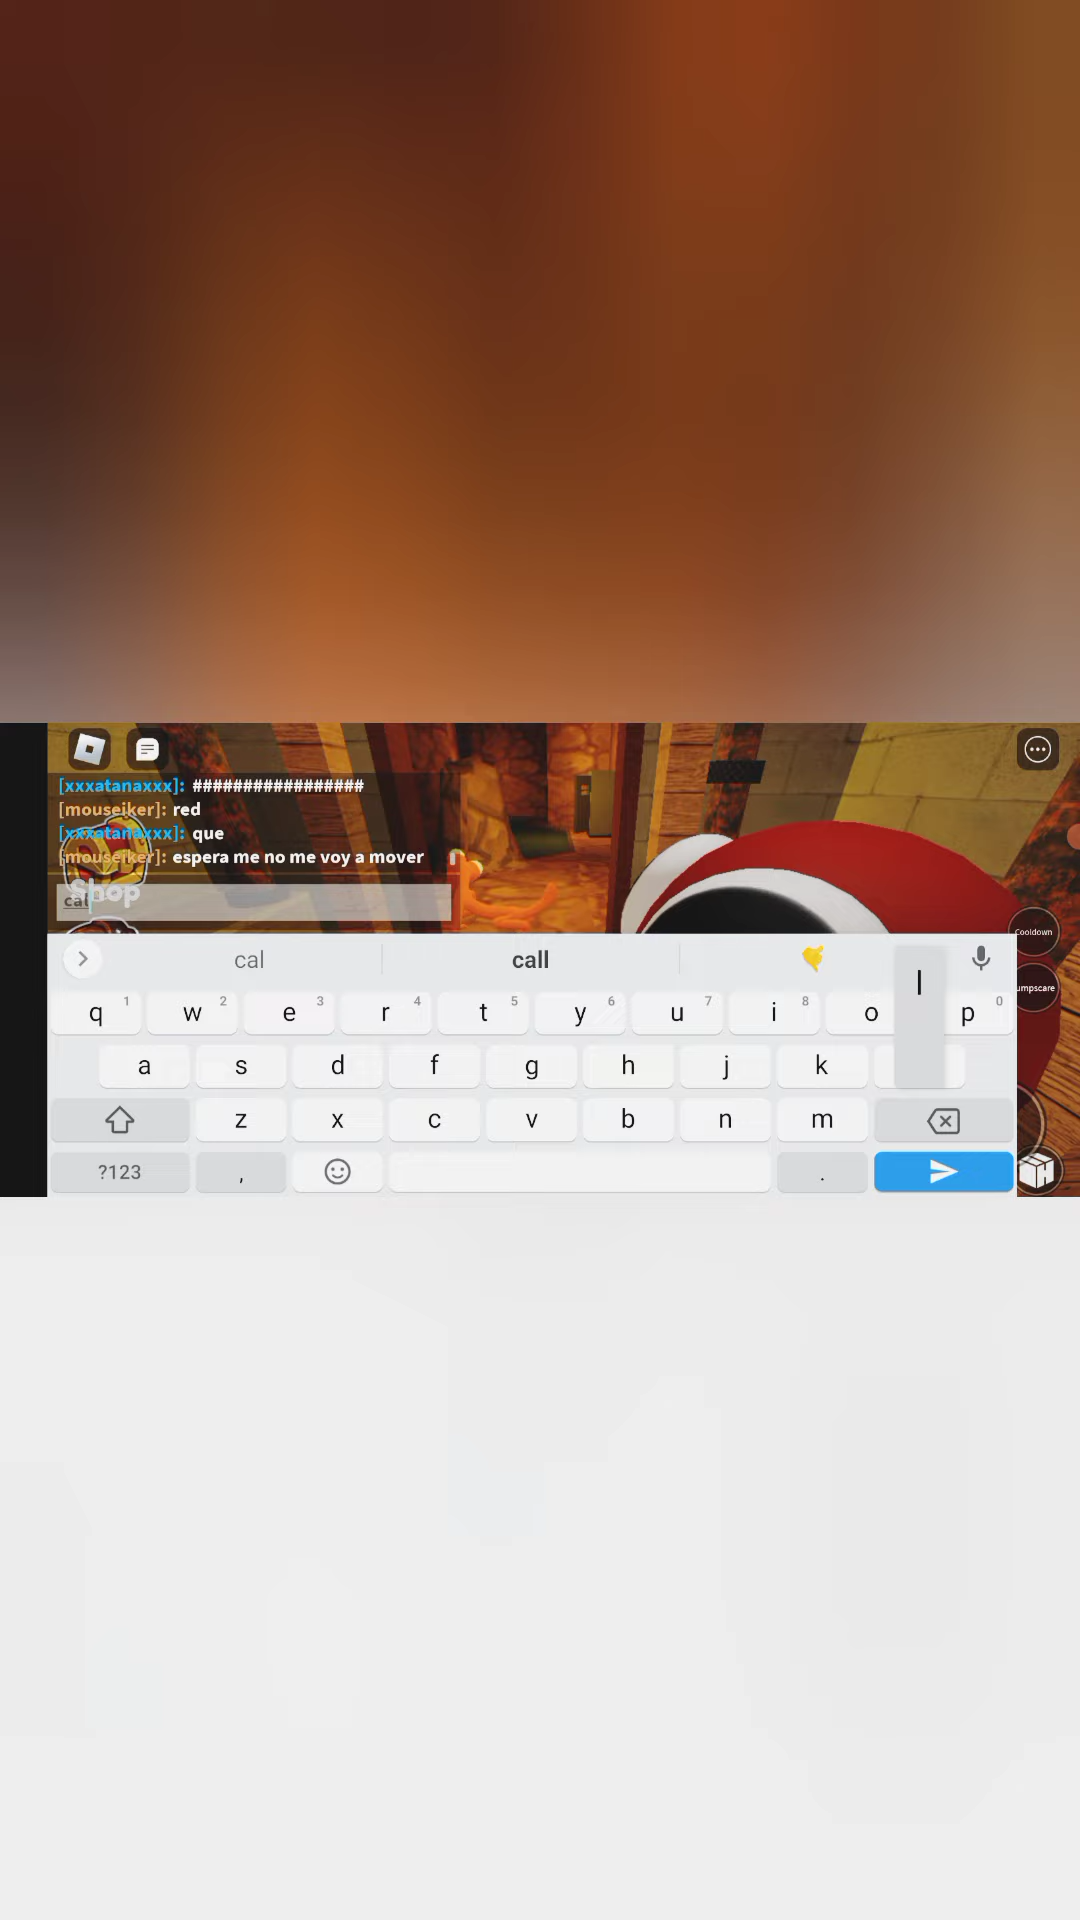 [xxxatanaxxx]: #################
[mouseiker]: red
[xxxatanaxxx]: que
[mouseiker]: espera me no me voy a mover
Shop
cal
Cooldown
umpscare
cal call
l
q 1 w 2 e 3 r 4 t 5 y 6 u 7 i 8 o p 0
a s d f g h j k
z x c v b n m
?123 , .